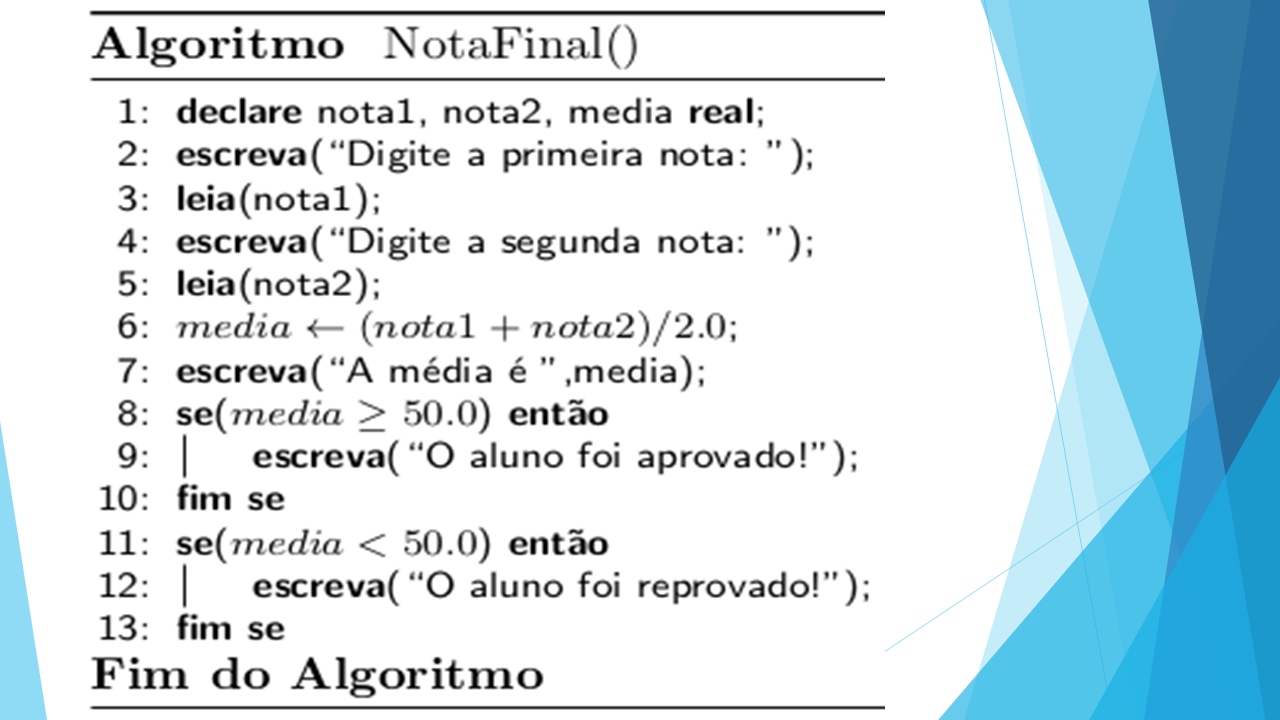 Algoritmo NotaFinal()
1: declare nota1, nota2, media real;
2: escreva(“Digite a primeira nota: ”);
3: leia(nota1);
4: escreva(“Digite a segunda nota: ”);
5: leia(nota2);
6: media ← (nota1 + nota2)/2.0;
7: escreva(“A média é ”,media);
8: se(media ≥ 50.0) então
9: escreva(“O aluno foi aprovado!”);
10: fim se
11: se(media < 50.0) então
12: escreva(“O aluno foi reprovado!”);
13: fim se
Fim do Algoritmo